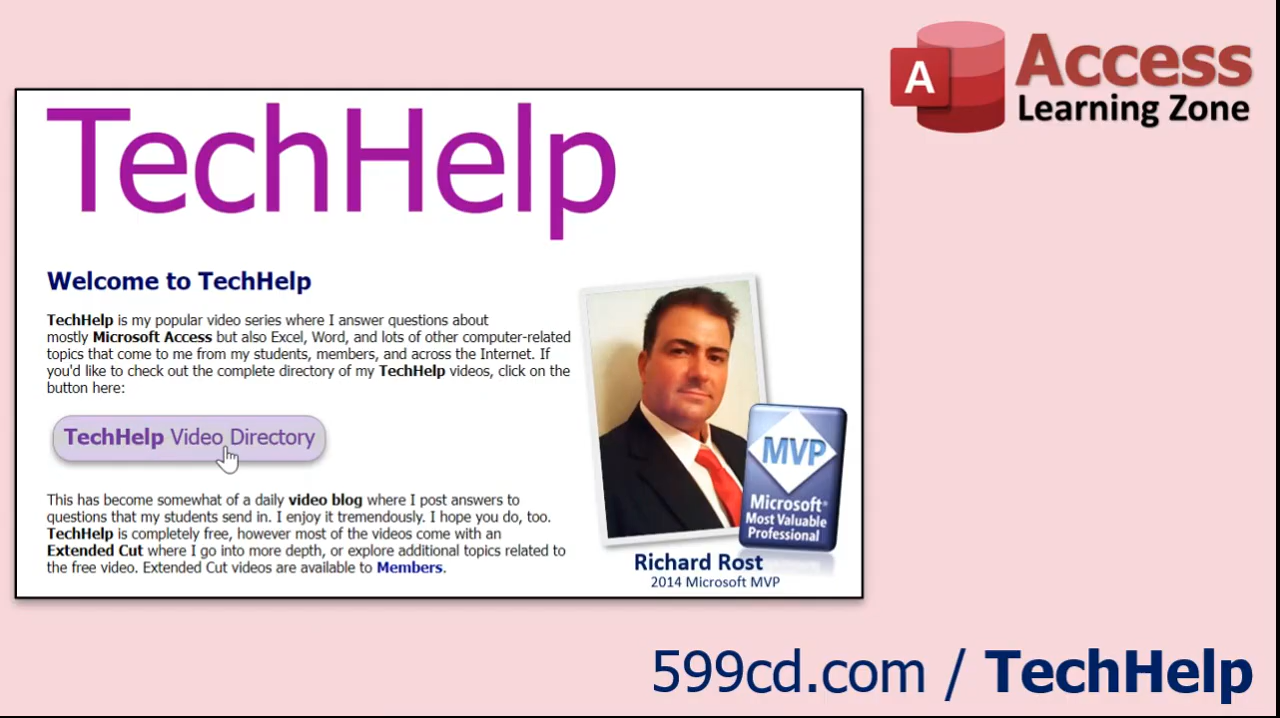 Access
Learning Zone
A
TechHelp
Welcome to TechHelp
TechHelp is my popular video series where I answer questions about
mostly Microsoft Access but also Excel, Word, and lots of other computer-related
topics that come to me from my students, members, and across the Internet. If
you'd like to check out the complete directory of my TechHelp videos, click on the
button here:
TechHelp Video Directory
This has become somewhat of a daily video blog where I post answers to
questions that my students send in. I enjoy it tremendously. I hope you do, too.
TechHelp is completely free, however most of the videos come with an
Extended Cut where I go into more depth, or explore additional topics related to
the free video. Extended Cut videos are available to Members.
MVP
Microsoft®
Most Valuable
Professional
Richard Rost
2014 Microsoft MVP
599cd.com / TechHelp